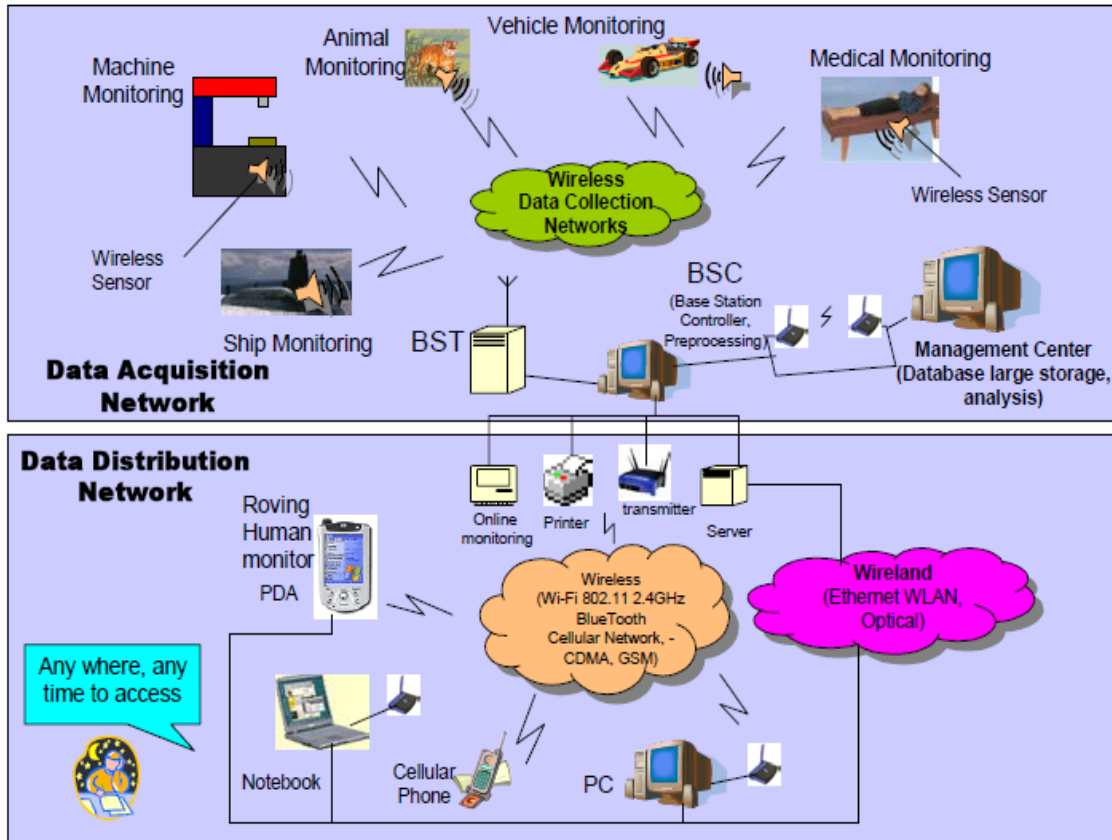 Machine
Monitoring
Animal
Monitoring
Vehicle Monitoring
Medical Monitoring
Wireless
Data Collection
Networks
Wireless Sensor
Wireless
Sensor
Ship Monitoring
BST
BSC
(Base Station
Controller,
Preprocessing)
Management Center
(Database large storage,
analysis)
Data Acquisition
Network
Data Distribution
Network
Online
monitoring
Printer
transmitter
Server
Roving
Human
monitor
PDA
Wireless
(Wi-Fi 802.11 2.4GHz
BlueTooth
Cellular Network, -
CDMA, GSM)
Wireland
(Ethernet WLAN,
Optical)
Any where, any
time to access
Notebook
Cellular
Phone
PC